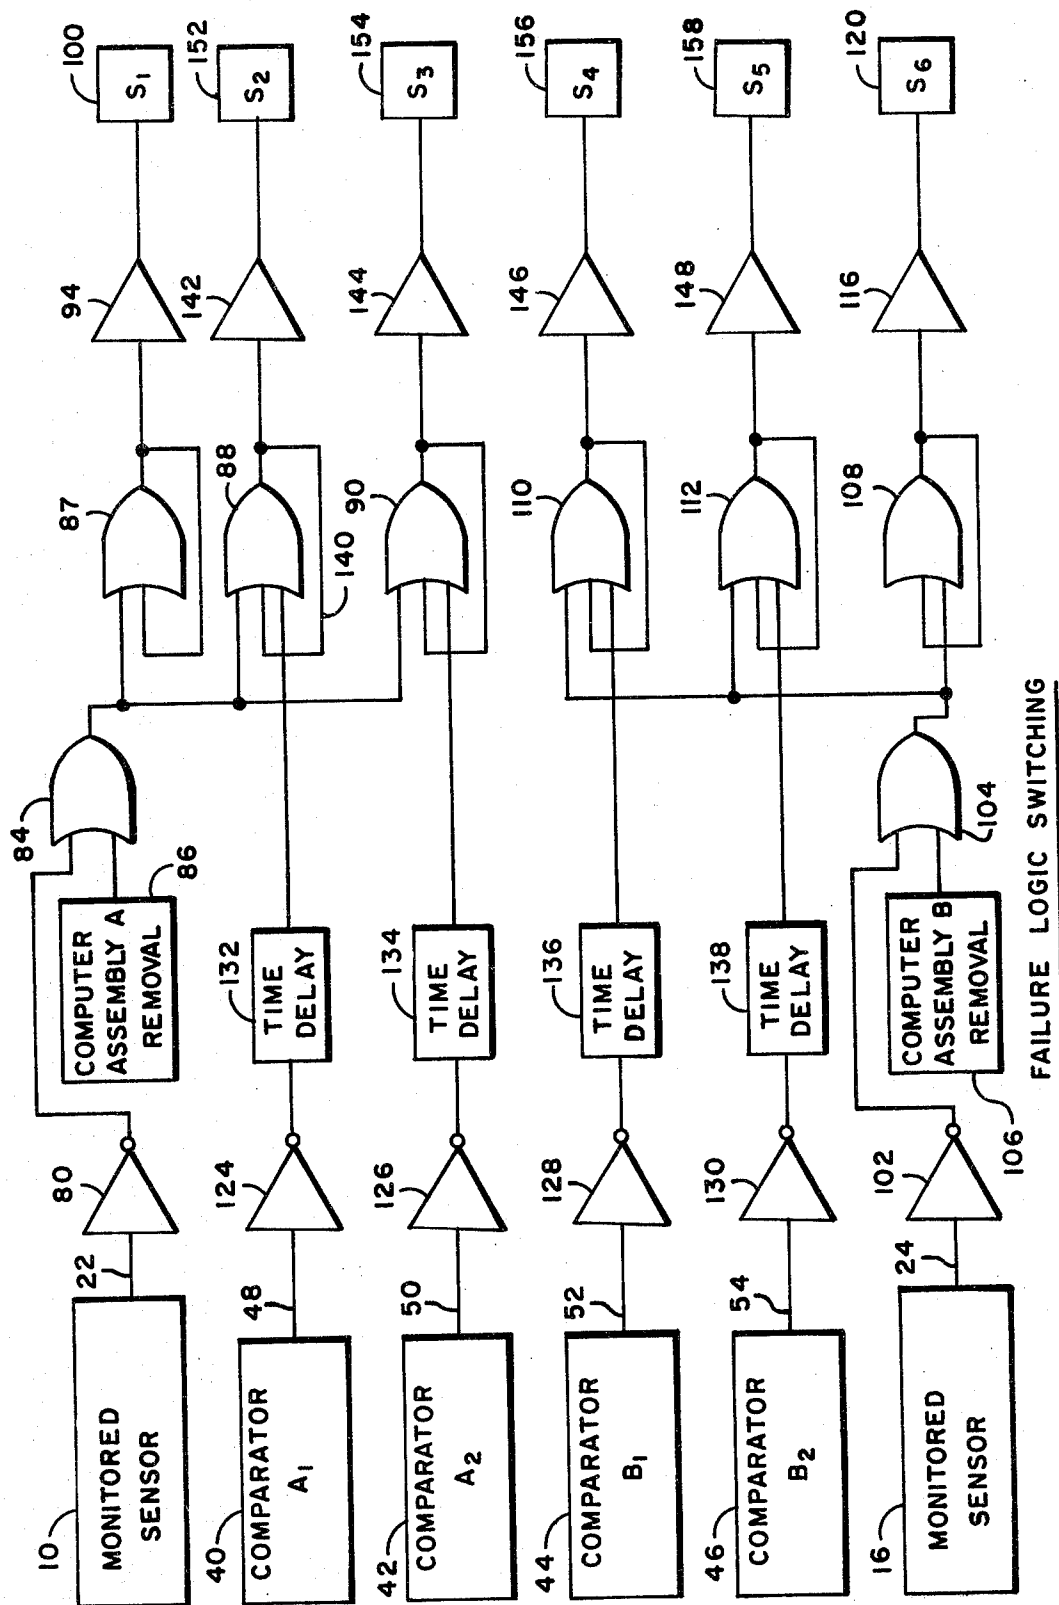 10
MONITORED
SENSOR
22
80
COMPUTER
ASSEMBLY A
REMOVAL
86
84
87
94
100
S1
40
COMPARATOR
A1
48
124
132
TIME
DELAY
88
140
142
152
S2
42
COMPARATOR
A2
50
126
134
TIME
DELAY
90
144
154
S3
44
COMPARATOR
B1
52
128
136
TIME
DELAY
110
146
156
S4
46
COMPARATOR
B2
54
130
138
TIME
DELAY
112
148
158
S5
16
MONITORED
SENSOR
24
102
106
COMPUTER
ASSEMBLY B
REMOVAL
104
108
116
120
S6
FAILURE LOGIC SWITCHING